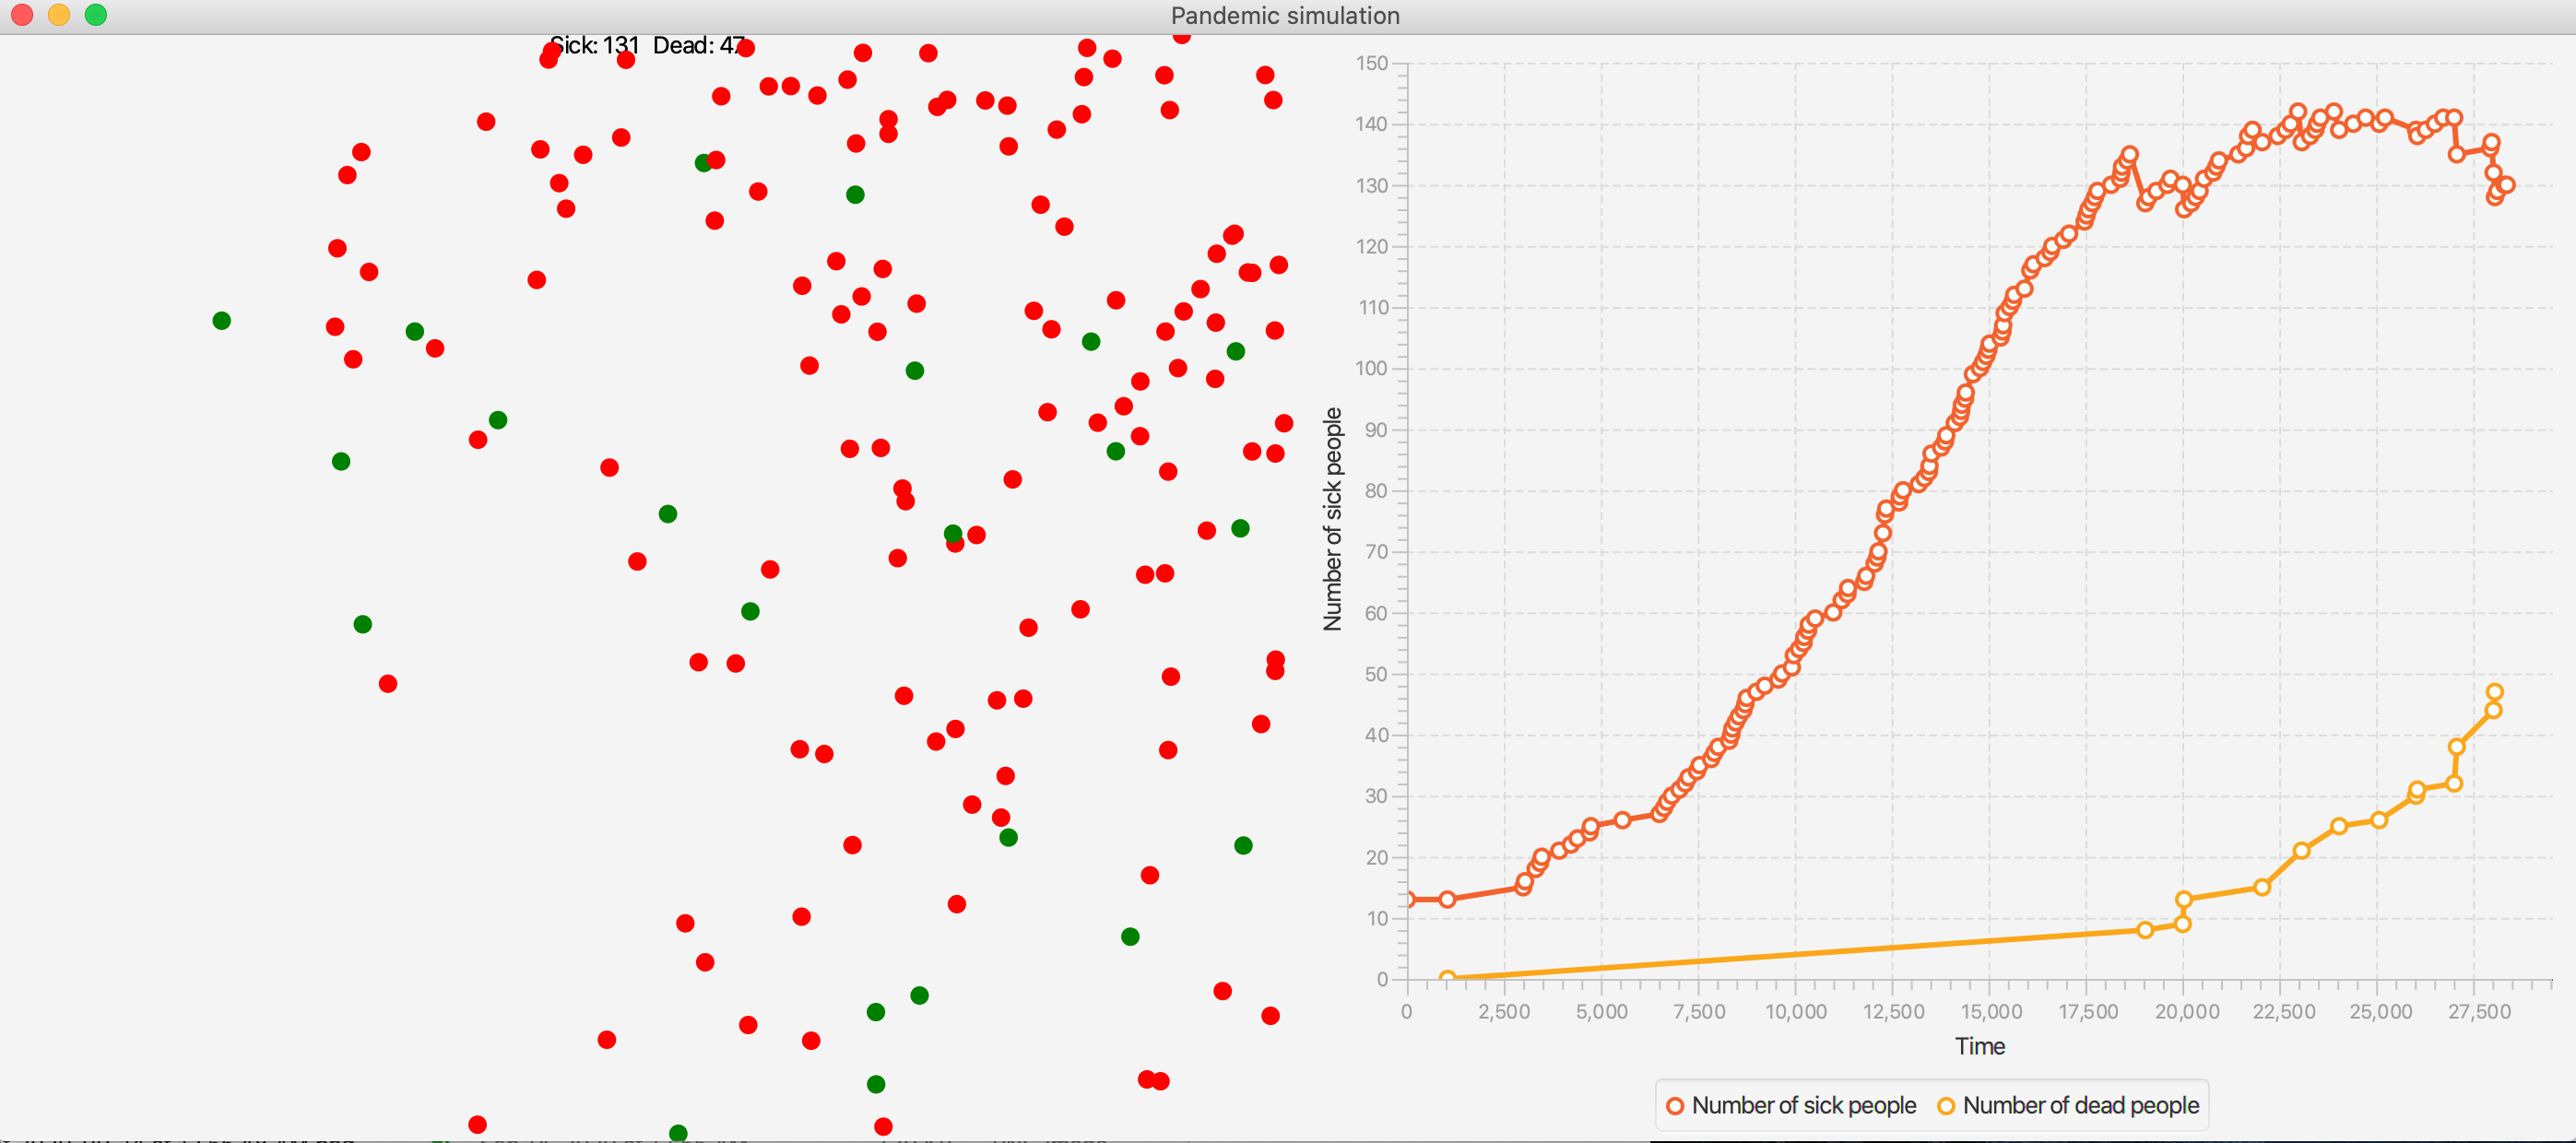 Pandemic simulation
Sick: 131 Dead: 47
150
140
130
120
110
100
90
80
70
60
50
40
30
20
10
0
Number of sick people
0 2,500 5,000 7,500 10,000 12,500 15,000 17,500 20,000 22,500 25,000 27,500
Time
Number of sick people Number of dead people